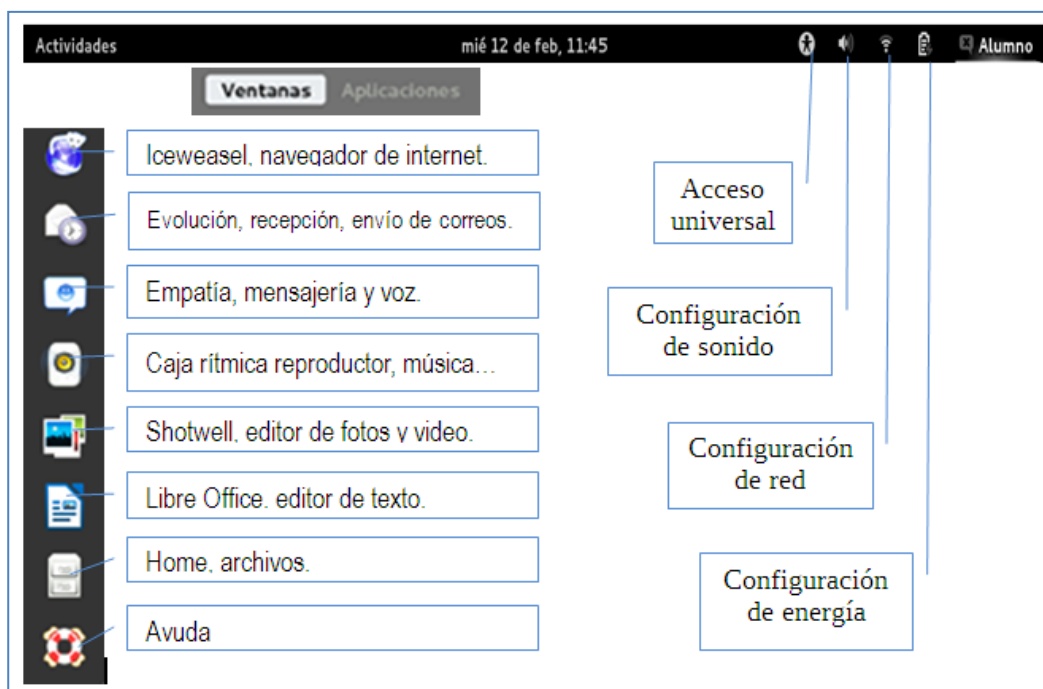 Actividades mié 12 de feb, 11:45 Alumno
Ventanas Aplicaciones
Iceweasel, navegador de internet.
Evolución, recepción, envío de correos.
Empatía, mensajería y voz.
Caja rítmica reproductor, música...
Shotwell, editor de fotos y video.
Libre Office. editor de texto.
Home, archivos.
Ayuda
Acceso
universal
Configuración
de sonido
Configuración
de red
Configuración
de energía